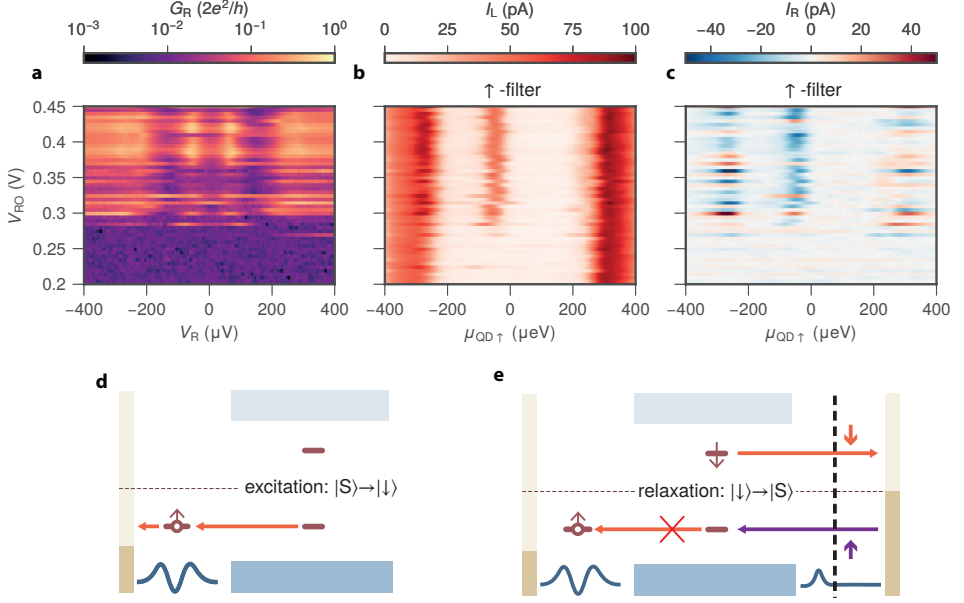 G_R (2e²/h)
10⁻³ 10⁻² 10⁻¹ 10⁰
I_L (pA)
0 25 50 75 100
I_R (pA)
−40 −20 0 20 40
a
b
c
↑ -filter
↑ -filter
V_RO (V)
0.45
0.4
0.35
0.3
0.25
0.2
−400 −200 0 200 400
V_R (µV)
−400 −200 0 200 400
μ_QD↑ (µeV)
−400 −200 0 200 400
μ_QD↑ (µeV)
d
excitation: |S⟩→|↓⟩
e
relaxation: |↓⟩→|S⟩